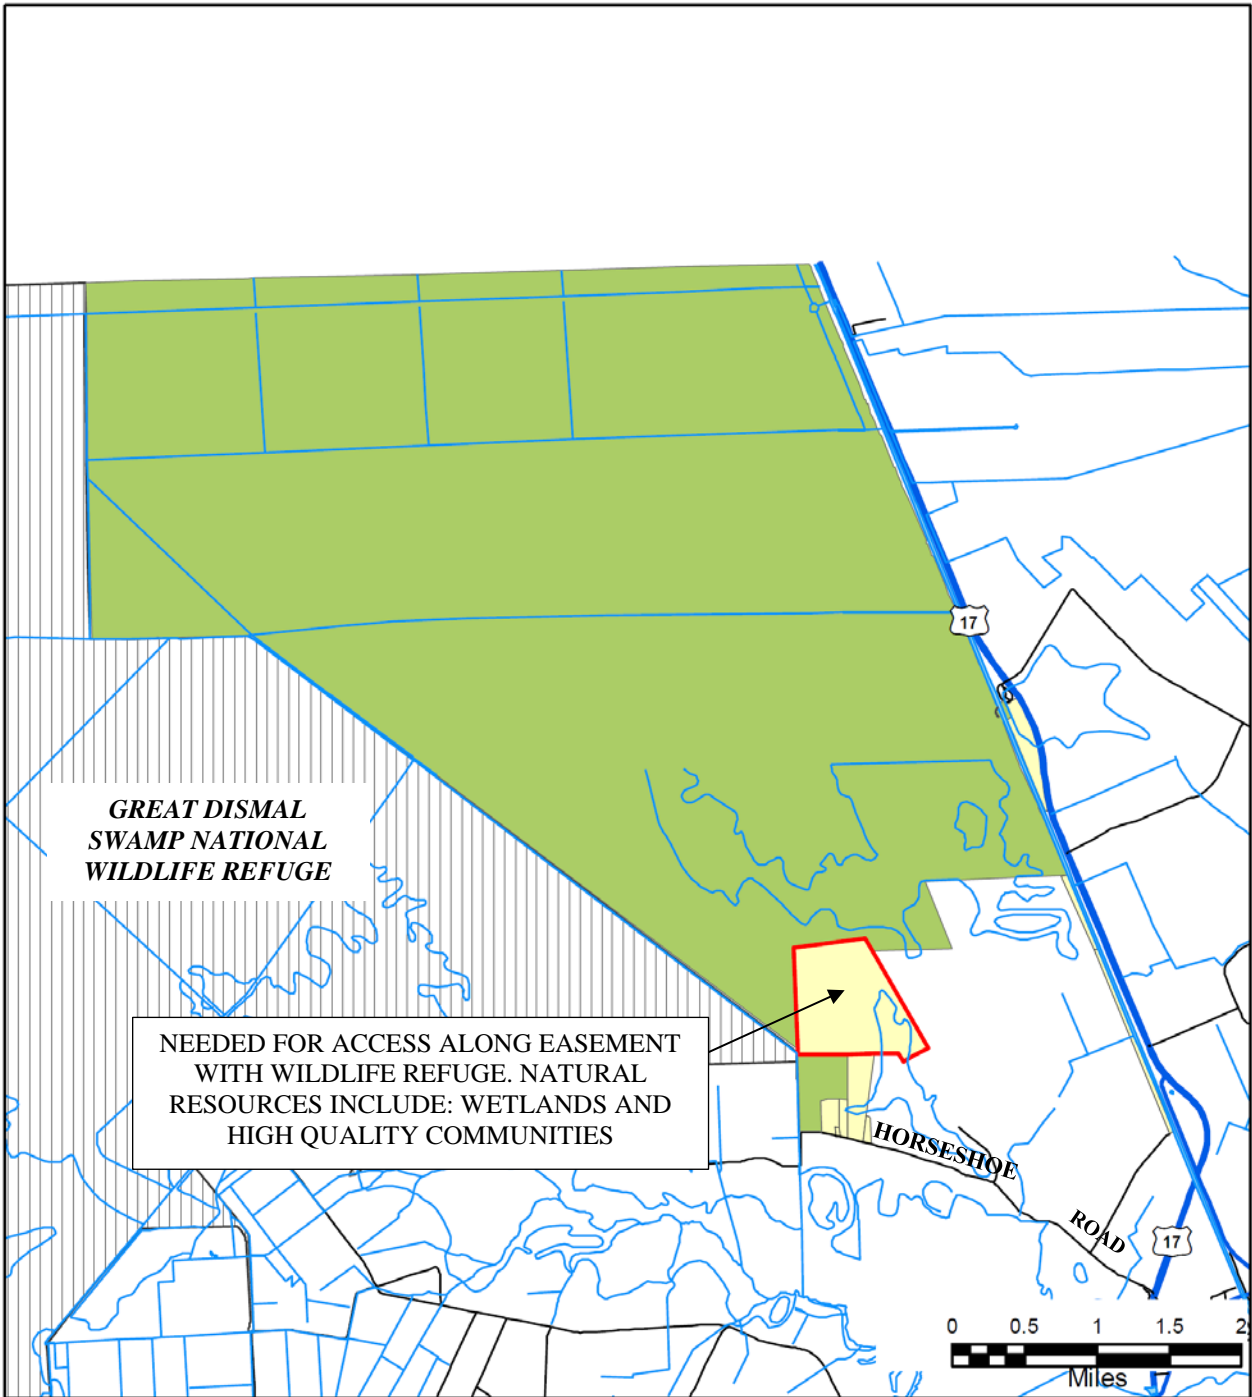 17
GREAT DISMAL
SWAMP NATIONAL
WILDLIFE REFUGE
NEEDED FOR ACCESS ALONG EASEMENT
WITH WILDLIFE REFUGE. NATURAL
RESOURCES INCLUDE: WETLANDS AND
HIGH QUALITY COMMUNITIES
HORSESHOE
ROAD
17
0 0.5 1 1.5 2
Miles